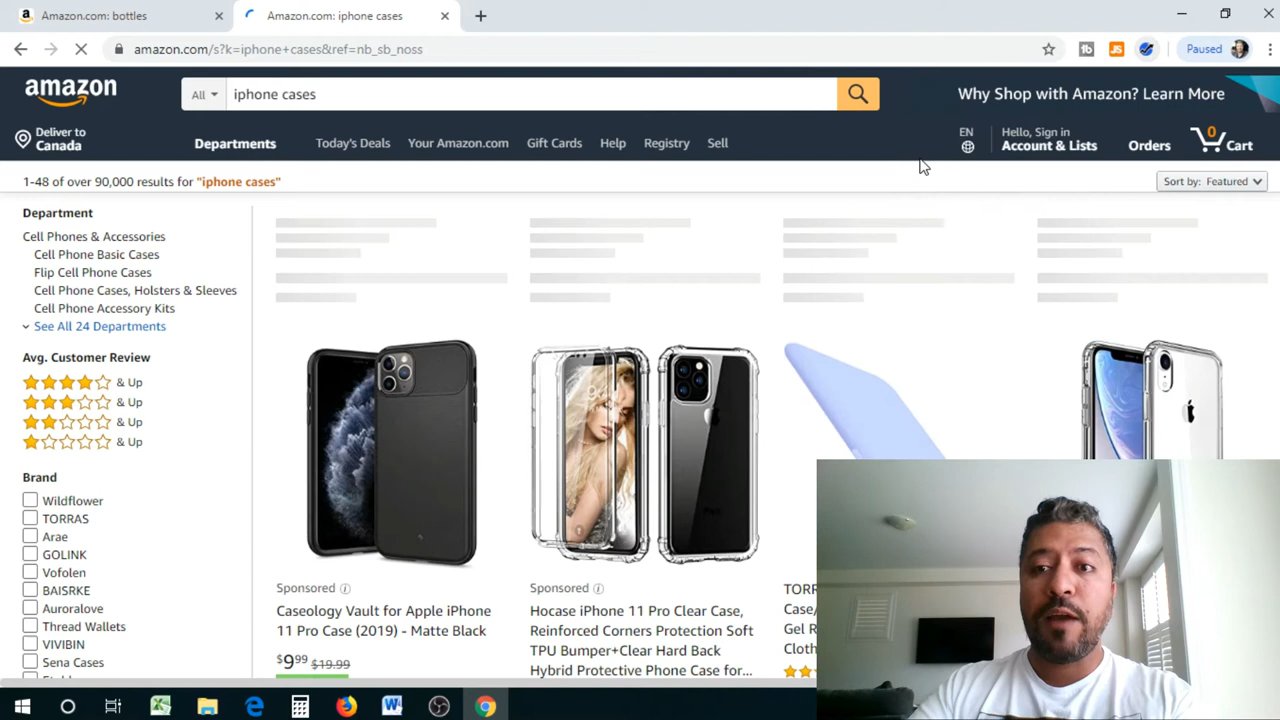 Amazon.com: bottles
Amazon.com: iphone cases
amazon.com/s?k=iphone+cases&ref=nb_sb_noss
Paused
amazon
All
iphone cases
Why Shop with Amazon? Learn More
Deliver to
Canada
Departments
Today's Deals
Your Amazon.com
Gift Cards
Help
Registry
Sell
EN
Hello, Sign in
Account & Lists
Orders
0
Cart
1-48 of over 90,000 results for "iphone cases"
Sort by: Featured
Department
Cell Phones & Accessories
Cell Phone Basic Cases
Flip Cell Phone Cases
Cell Phone Cases, Holsters & Sleeves
Cell Phone Accessory Kits
See All 24 Departments
Avg. Customer Review
& Up
& Up
& Up
& Up
Brand
Wildflower
TORRAS
Arae
GOLINK
Vofolen
BAISRKE
Auroralove
Thread Wallets
VIVIBIN
Sena Cases
Sponsored
Caseology Vault for Apple iPhone
11 Pro Case (2019) - Matte Black
$9.99 $19.99
Sponsored
Hocase iPhone 11 Pro Clear Case,
Reinforced Corners Protection Soft
TPU Bumper+Clear Hard Back
Hybrid Protective Phone Case for...
TORR
Case/
Gel R
Cloth